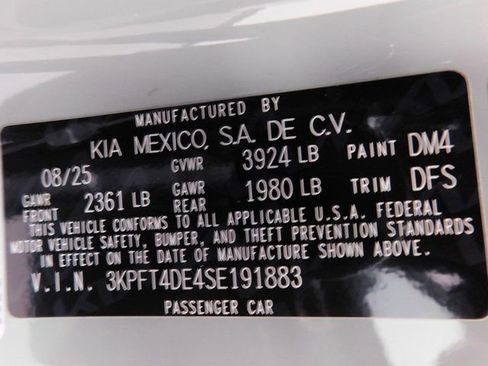 MANUFACTURED BY
KIA MEXICO, S.A. DE C.V.
08/25 GVWR 3924 LB PAINT DM4
GAWR FRONT 2361 LB GAWR REAR 1980 LB TRIM DFS
THIS VEHICLE CONFORMS TO ALL APPLICABLE U.S.A. FEDERAL
MOTOR VEHICLE SAFETY, BUMPER, AND THEFT PREVENTION STANDARDS
IN EFFECT ON THE DATE OF MANUFACTURE SHOWN ABOVE.
V.I.N. 3KPFT4DE4SE191883
PASSENGER CAR